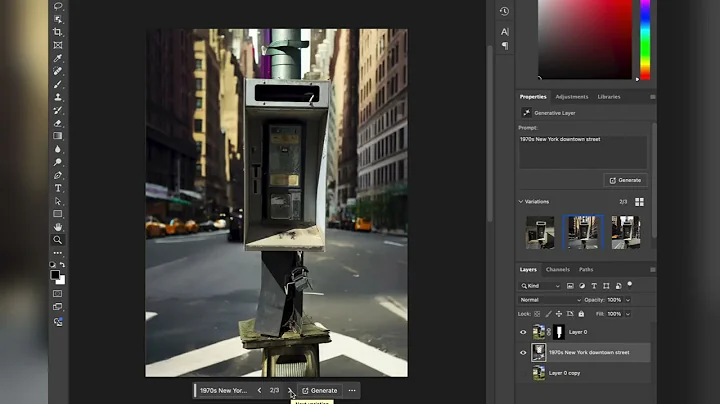 Properties
Adjustments
Libraries
Generative Layer
Prompt:
1970s New York downtown street
Generate
Variations
2/3
Layers
Channels
Paths
Kind
Normal
Opacity: 100%
Lock:
Fill: 100%
Layer 0
1970s New York downtown street
Layer 0 copy
1970s New Yor...
2/3
Generate
Next variation